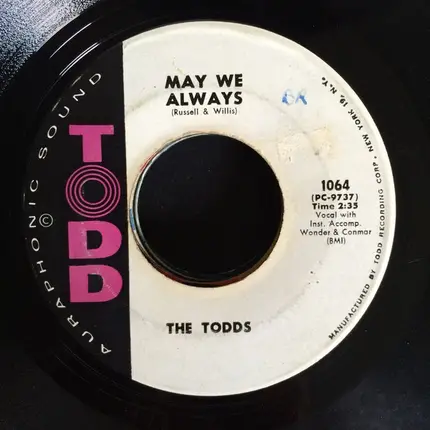 MAY WE
ALWAYS
(Russell & Willis)
AURAPHONIC SOUND
©
TODD
1064
(PC-9737)
Time 2:35
Vocal with
Inst. Accomp.
Wonder & Conmar
(BMI)
THE TODDS
MANUFACTURED BY TODD RECORDING CORP. NEW YORK 19, N.Y.